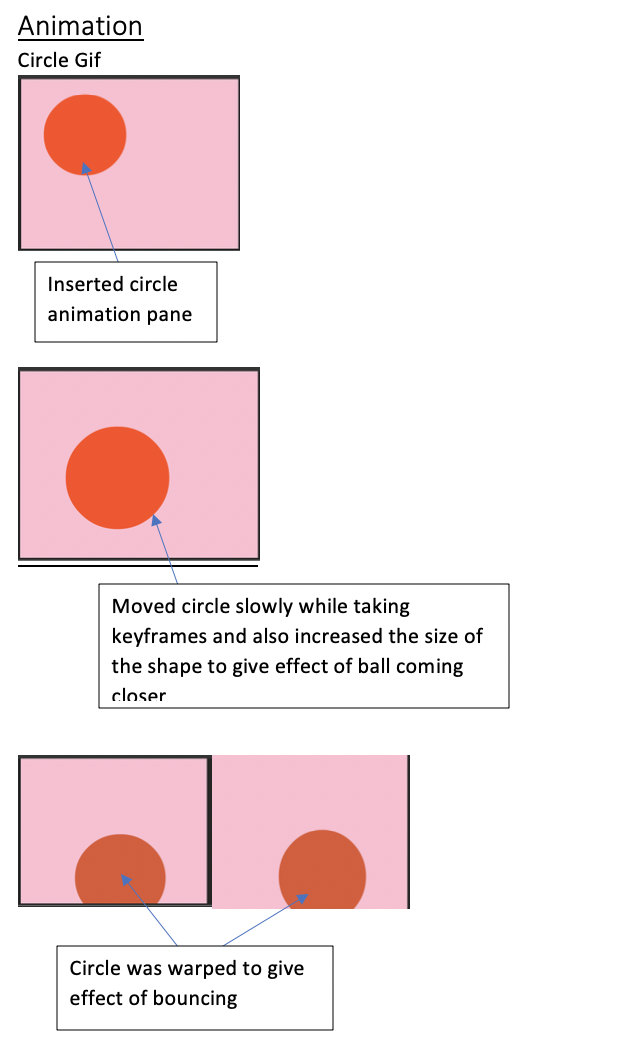 Animation
Circle Gif
Inserted circle
animation pane
Moved circle slowly while taking
keyframes and also increased the size of
the shape to give effect of ball coming
closer
Circle was warped to give
effect of bouncing